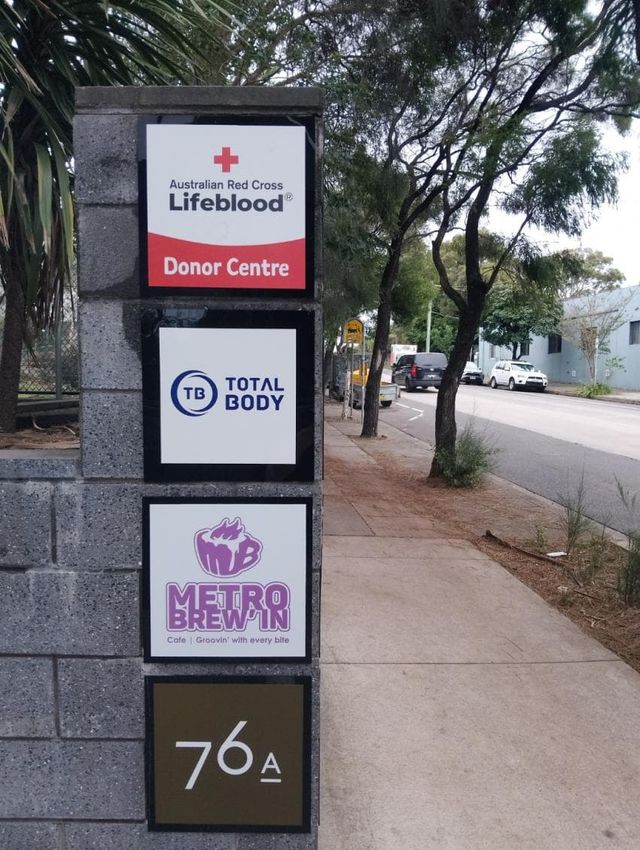 Australian Red Cross
Lifeblood®
Donor Centre
TB
TOTAL
BODY
MB
METRO
BREW'IN
Cafe | Groovin' with every bite
76A